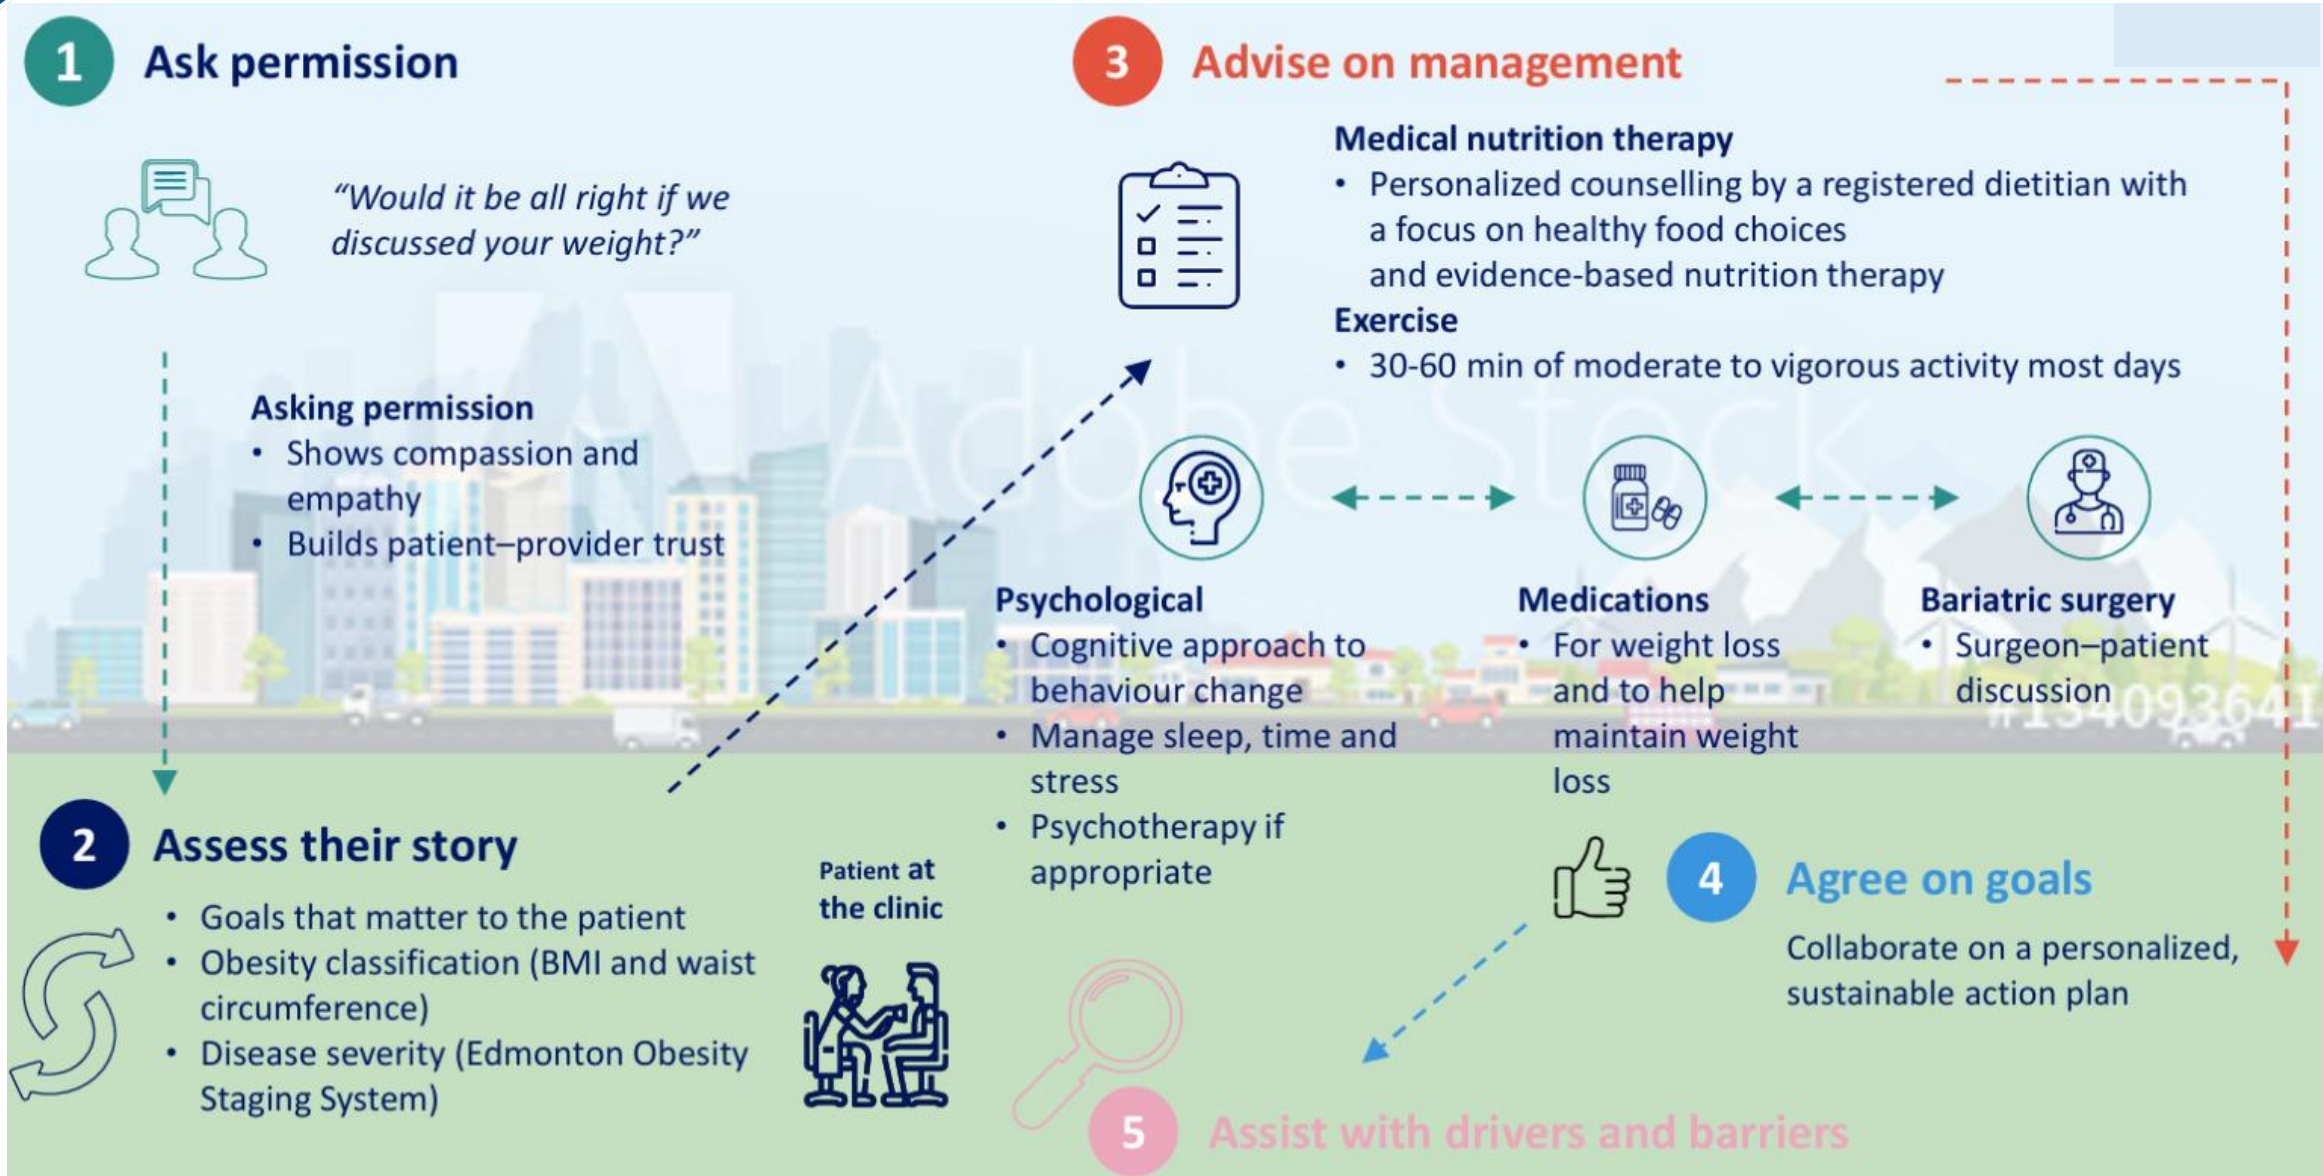 1
Ask permission
“Would it be all right if we
discussed your weight?”
Asking permission
• Shows compassion and
empathy
• Builds patient–provider trust
2
Assess their story
• Goals that matter to the patient
• Obesity classification (BMI and waist
circumference)
• Disease severity (Edmonton Obesity
Staging System)
Patient at
the clinic
3
Advise on management
Medical nutrition therapy
• Personalized counselling by a registered dietitian with
a focus on healthy food choices
and evidence-based nutrition therapy
Exercise
• 30-60 min of moderate to vigorous activity most days
Psychological
• Cognitive approach to
behaviour change
• Manage sleep, time and
stress
• Psychotherapy if
appropriate
Medications
• For weight loss
and to help
maintain weight
loss
Bariatric surgery
• Surgeon–patient
discussion
4
Agree on goals
Collaborate on a personalized,
sustainable action plan
5
Assist with drivers and barriers
Adobe Stock
#134093641